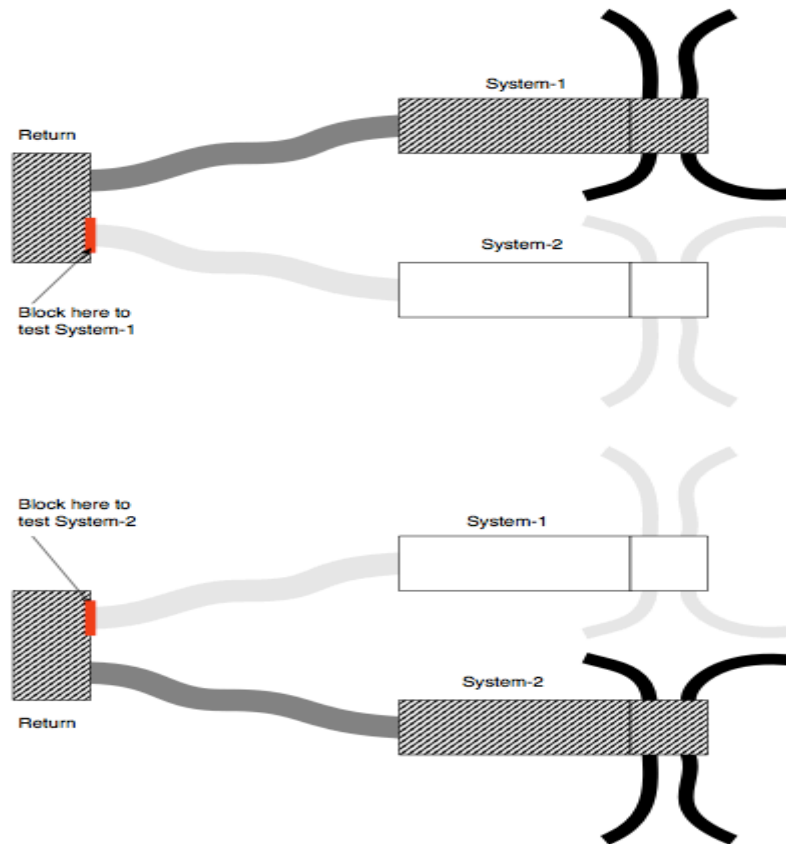 System-1
Return
System-2
Block here to
test System-1
Block here to
test System-2
System-1
System-2
Return